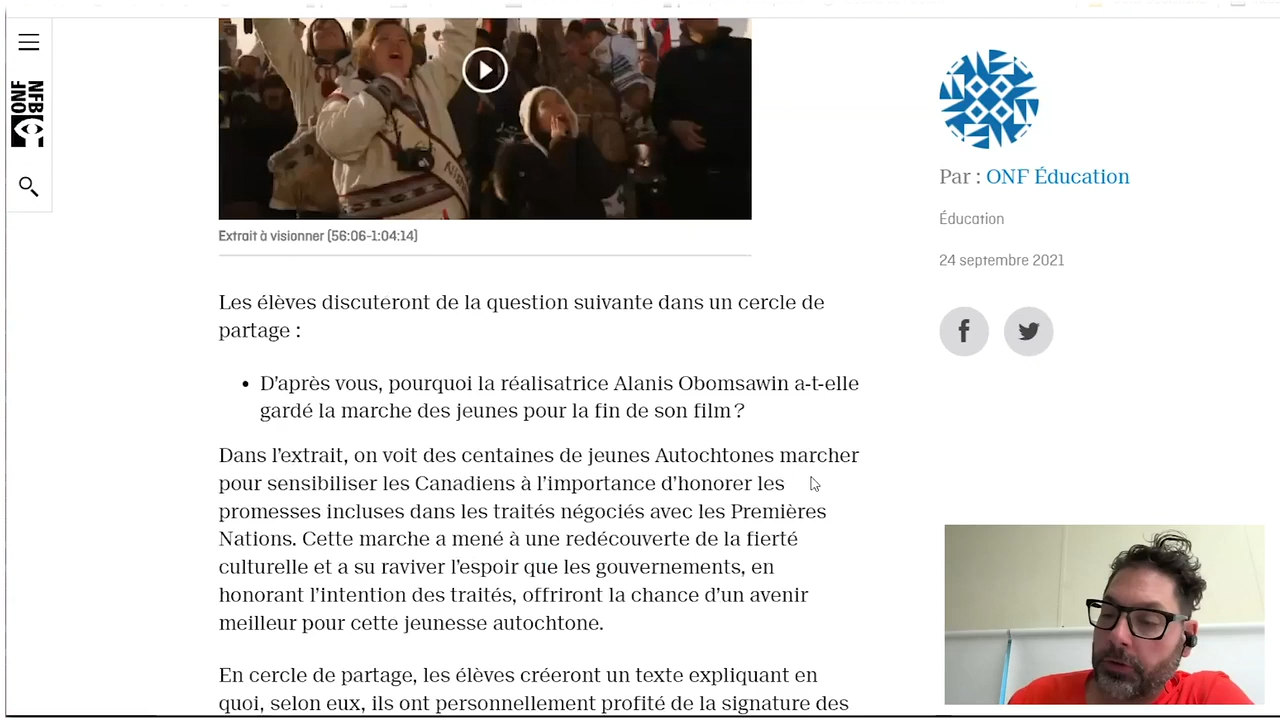 NFB
ONF
Extrait à visionner (56:06-1:04:14)
Les élèves discuteront de la question suivante dans un cercle de
partage :
• D'après vous, pourquoi la réalisatrice Alanis Obomsawin a-t-elle
gardé la marche des jeunes pour la fin de son film ?
Dans l'extrait, on voit des centaines de jeunes Autochtones marcher
pour sensibiliser les Canadiens à l'importance d'honorer les
promesses incluses dans les traités négociés avec les Premières
Nations. Cette marche a mené à une redécouverte de la fierté
culturelle et a su raviver l'espoir que les gouvernements, en
honorant l'intention des traités, offriront la chance d'un avenir
meilleur pour cette jeunesse autochtone.
En cercle de partage, les élèves créeront un texte expliquant en
quoi, selon eux, ils ont personnellement profité de la signature des
Par : ONF Éducation
Éducation
24 septembre 2021